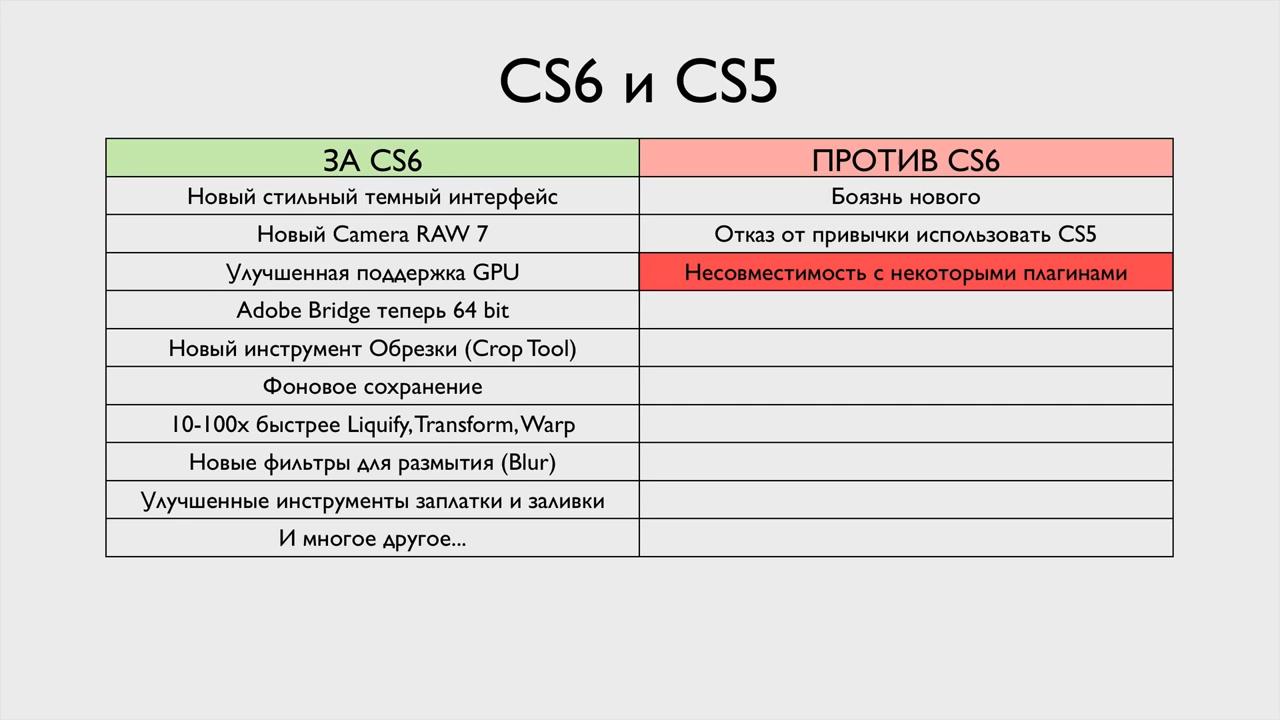 CS6 и CS5
ЗА CS6
ПРОТИВ CS6
Новый стильный темный интерфейс
Боязнь нового
Новый Camera RAW 7
Отказ от привычки использовать CS5
Улучшенная поддержка GPU
Несовместимость с некоторыми плагинами
Adobe Bridge теперь 64 bit
Новый инструмент Обрезки (Crop Tool)
Фоновое сохранение
10-100x быстрее Liquify, Transform, Warp
Новые фильтры для размытия (Blur)
Улучшенные инструменты заплатки и заливки
И многое другое...